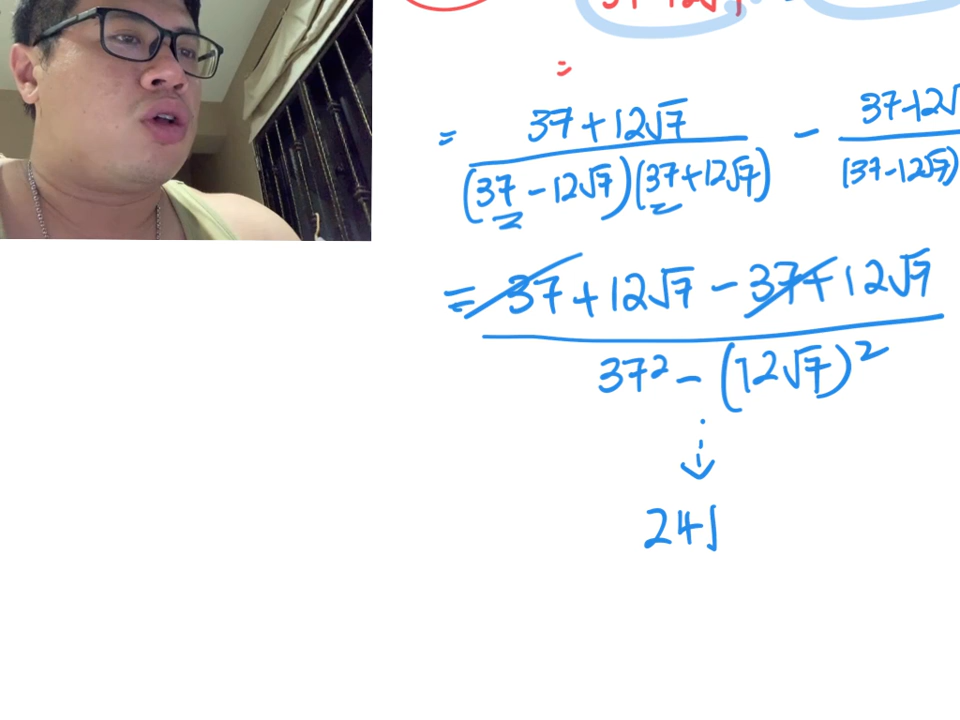 =
= 37 + 12√7 / (37 - 12√7)(37 + 12√7) - 37 - 12√ / (37 - 12√7)
= 37 + 12√7 - 37 + 12√7 / 37² - (12√7)²
24√